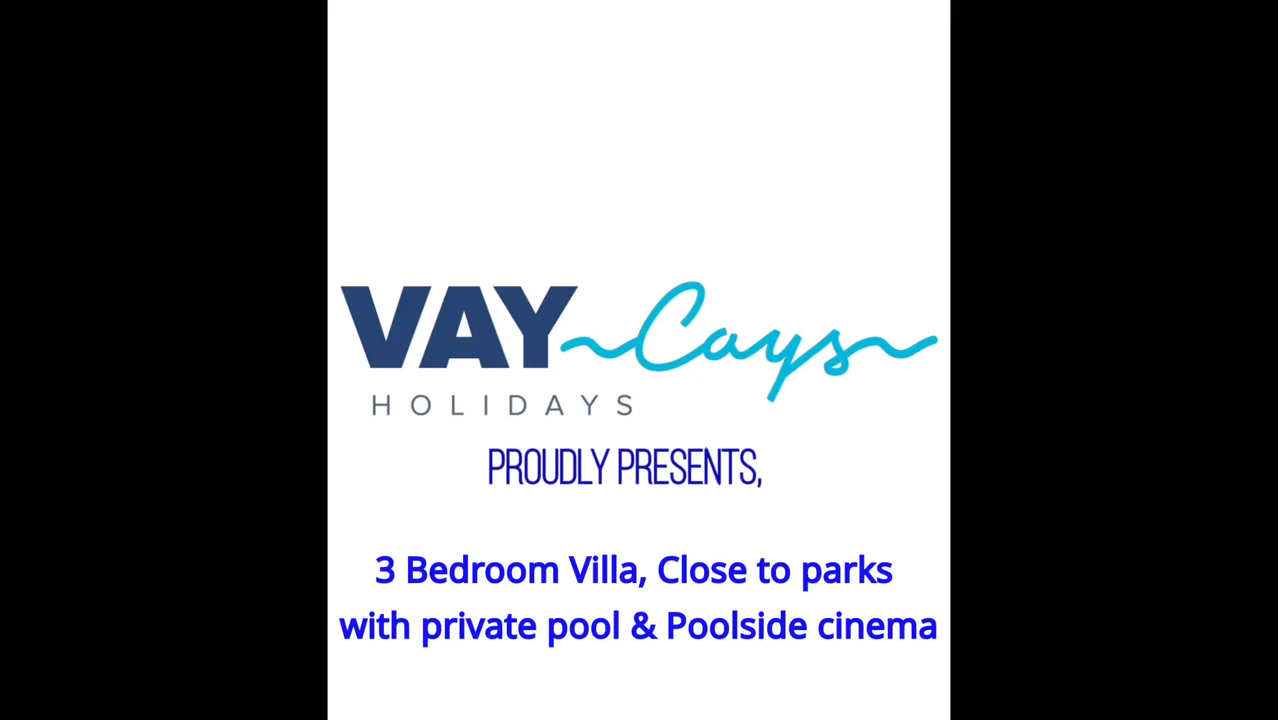 VAY Cays
HOLIDAYS
PROUDLY PRESENTS,
3 Bedroom Villa, Close to parks
with private pool & Poolside cinema